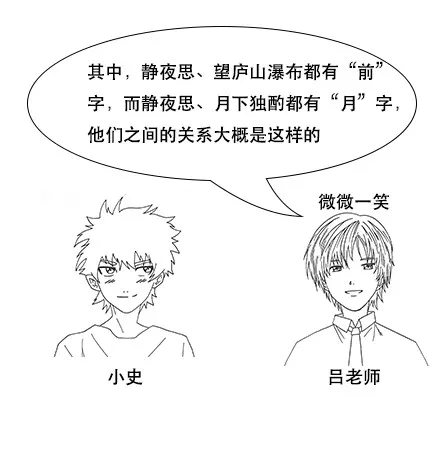 其中，静夜思、望庐山瀑布都有“前”
字，而静夜思、月下独酌都有“月”字，
他们之间的关系大概是这样的
微微一笑
小史
吕老师